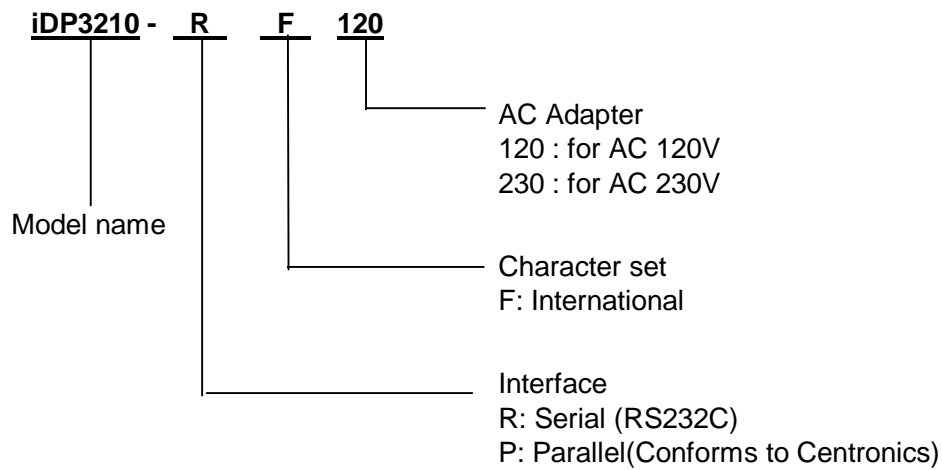 iDP3210 - R F 120
AC Adapter
120 : for AC 120V
230 : for AC 230V
Model name
Character set
F: International
Interface
R: Serial (RS232C)
P: Parallel(Conforms to Centronics)